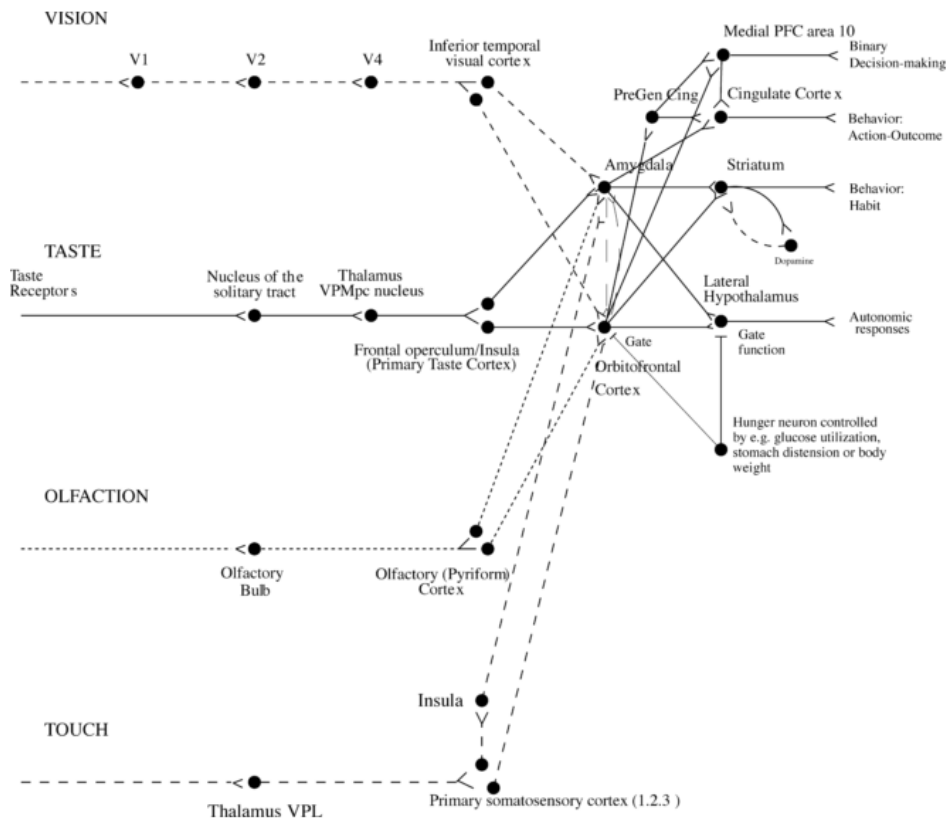 VISION
V1
V2
V4
Inferior temporal
visual cortex
Medial PFC area 10
Binary
Decision-making
PreGen Cing
Cingulate Cortex
Behavior:
Action-Outcome
Amygdala
Striatum
Behavior:
Habit
Dopamine
TASTE
Taste
Receptors
Nucleus of the
solitary tract
Thalamus
VPMpc nucleus
Frontal operculum/Insula
(Primary Taste Cortex)
Gate
Orbitofrontal
Cortex
Lateral
Hypothalamus
Gate
function
Autonomic
responses
Hunger neuron controlled
by e.g. glucose utilization,
stomach distension or body
weight
OLFACTION
Olfactory
Bulb
Olfactory (Pyriform)
Cortex
TOUCH
Insula
Thalamus VPL
Primary somatosensory cortex (1.2.3 )